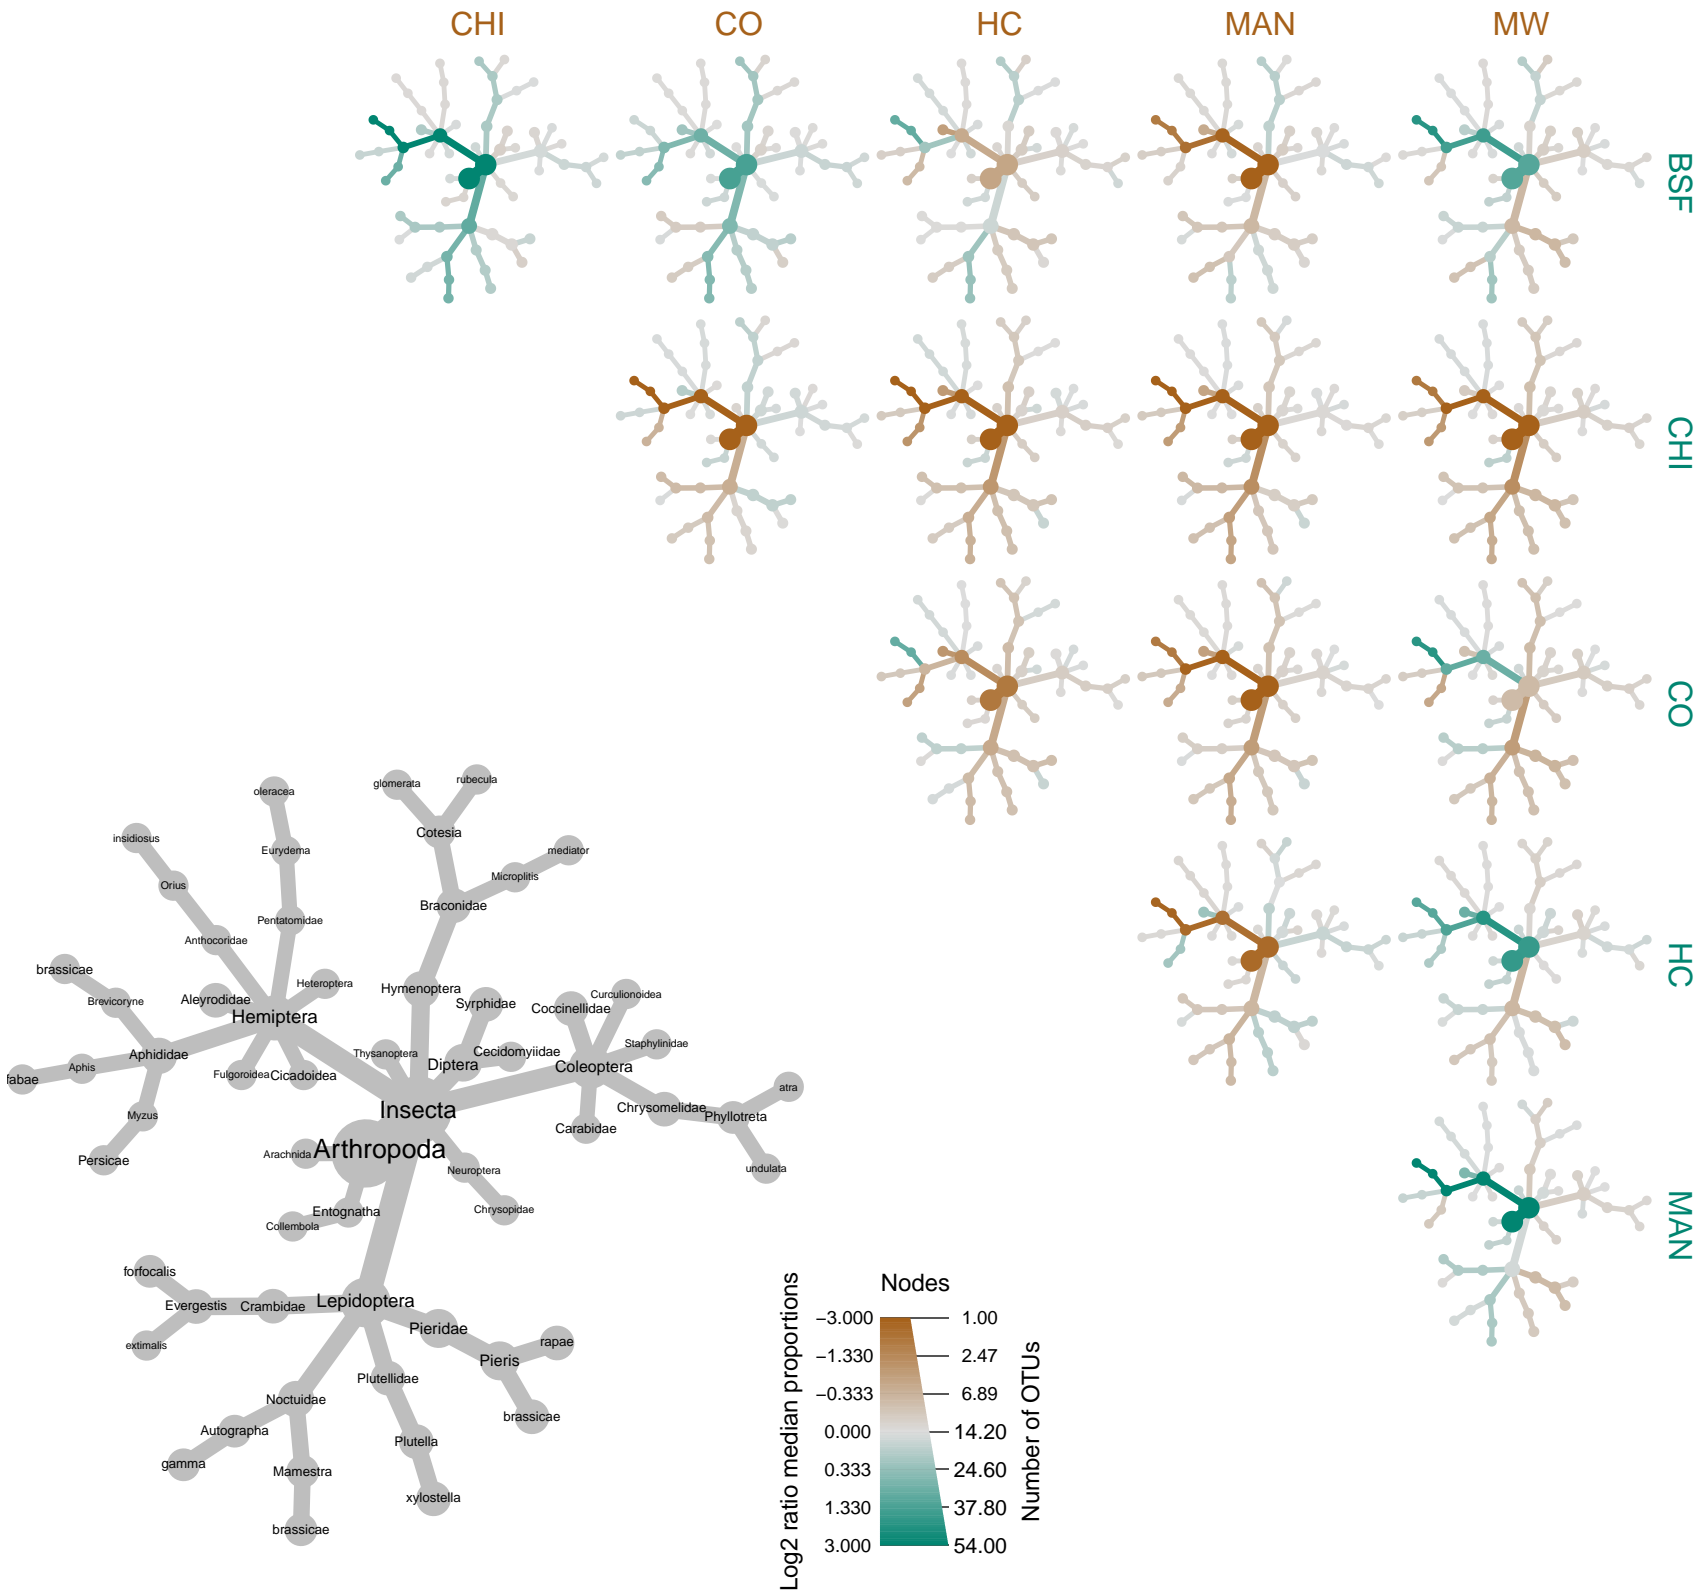 CHI CO HC MAN MW
BSF
CHI
CO
HC
MAN
glomerata rubecula
oleracea
insidiosus Cotesia
Eurydema mediator
Orius Microplitis
Braconidae
Pentatomidae
Anthocoridae
brassicae
Heteroptera Hymenoptera Curculionoidea
Brevicoryne Aleyrodidae Syrphidae Coccinellidae
Hemiptera
Staphylinidae
Aphididae Thysanoptera Cecidomyiidae
Aphis Diptera Coleoptera
fabae Fulgoroidea Cicadoidea atra
Myzus Insecta Chrysomelidae Phyllotreta
Carabidae
Persicae Arachnida Arthropoda
Neuroptera undulata
Entognatha Chrysopidae
Collembola
forfocalis
Evergestis Crambidae Lepidoptera
Pieridae
extimalis rapae
Pieris
Plutellidae
Noctuidae
brassicae
Autographa
Plutella
gamma Mamestra
xylostella
brassicae
Nodes
Log2 ratio median proportions
Number of OTUs
−3.000 1.00
−1.330 2.47
−0.333 6.89
0.000 14.20
0.333 24.60
1.330 37.80
3.000 54.00